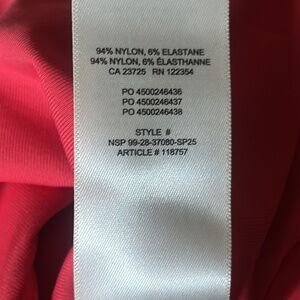 94% NYLON, 6% ELASTANE
94% NYLON, 6% ÉLASTHANNE
CA 23725 RN 122354
PO 4500246436
PO 4500246437
PO 4500246438
STYLE #
NSP 99-28-37080-SP25
ARTICLE # 118757